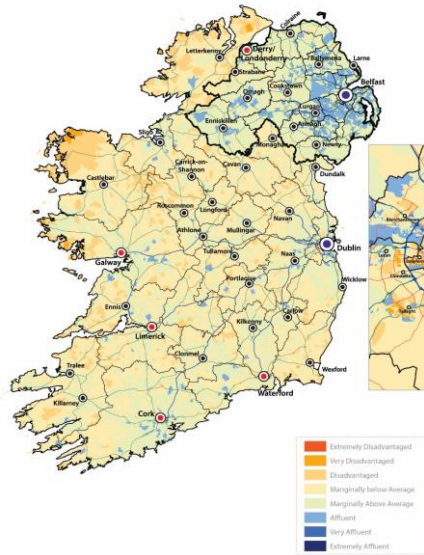 Coleraine
Letterkenny
Derry/
Londonderry
Ballymena
Larne
Strabane
Belfast
Omagh
Cookstown
Lurgan
Enniskillen
Armagh
Sligo
Monaghan
Newry
Dundalk
Carrick-on-
Shannon
Cavan
Castlebar
Roscommon
Longford
Navan
Athlone
Mullingar
Dublin
Galway
Tullamore
Naas
Portlaoise
Wicklow
Ennis
Carlow
Limerick
Kilkenny
Clonmel
Tralee
Wexford
Waterford
Killarney
Cork
Tallaght
Extremely Disadvantaged
Very Disadvantaged
Disadvantaged
Marginally below Average
Marginally Above Average
Affluent
Very Affluent
Extremely Affluent